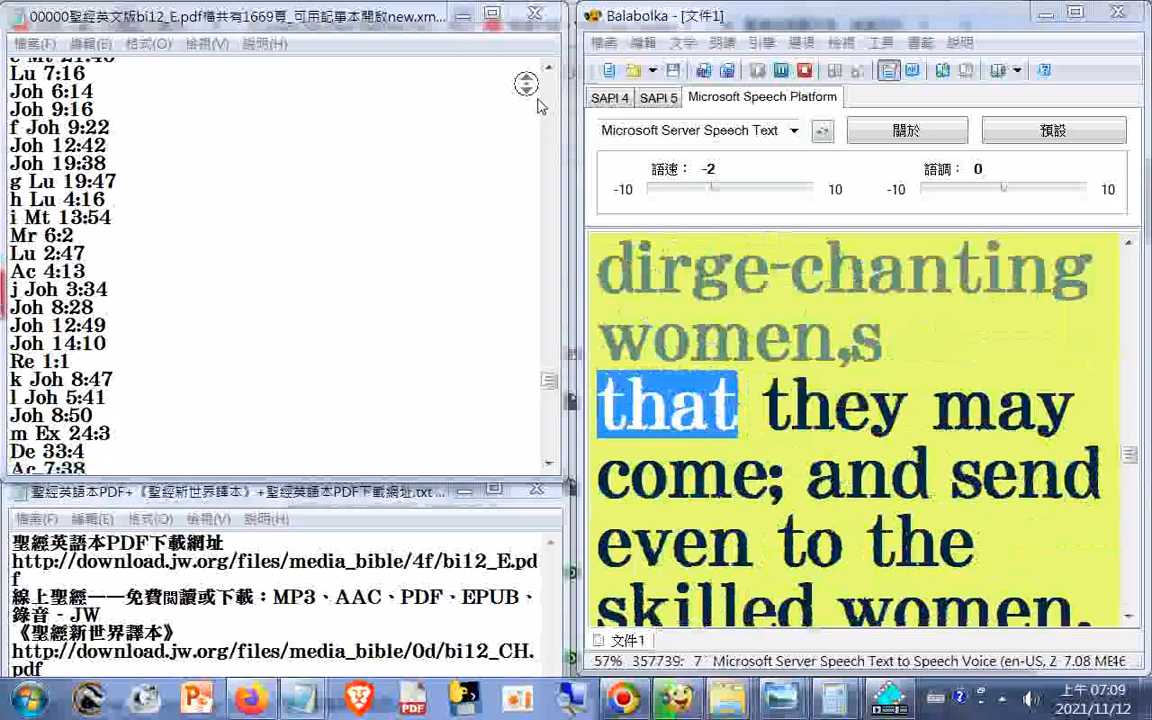 00000聖經英文版bi12_E.pdf檔共有1669頁_可用記事本開啟new.xm...
檔案(F) 編輯(E) 格式(O) 檢視(V) 說明(H)
Lu 7:16
Joh 6:14
Joh 9:16
f Joh 9:22
Joh 12:42
Joh 19:38
g Lu 19:47
h Lu 4:16
i Mt 13:54
Mr 6:2
Lu 2:47
Ac 4:13
j Joh 3:34
Joh 8:28
Joh 12:49
Joh 14:10
Re 1:1
k Joh 8:47
l Joh 5:41
Joh 8:50
m Ex 24:3
De 33:4
Ac 7:38
聖經英語本PDF+《聖經新世界譯本》+聖經英語本PDF下載網址.txt ...
檔案(F) 編輯(E) 格式(O) 檢視(V) 說明(H)
聖經英語本PDF下載網址
http://download.jw.org/files/media_bible/4f/bi12_E.pd
f
線上聖經——免費閱讀或下載：MP3、AAC、PDF、EPUB、
錄音 - JW
《聖經新世界譯本》
http://download.jw.org/files/media_bible/0d/bi12_CH.
pdf
Balabolka - [文件1]
檔案 編輯 文字 朗讀 引擎 選項 檢視 工具 書籤 說明
SAPI 4 SAPI 5 Microsoft Speech Platform
Microsoft Server Speech Text 關於 預設
語速： -2 語調： 0
-10 10 -10 10
dirge-chanting
women,s
that they may
come; and send
even to the
skilled women,
文件1
57% 357739: 7 Microsoft Server Speech Text to Speech Voice (en-US, Z 7.08 ME46
上午 07:09
2021/11/12